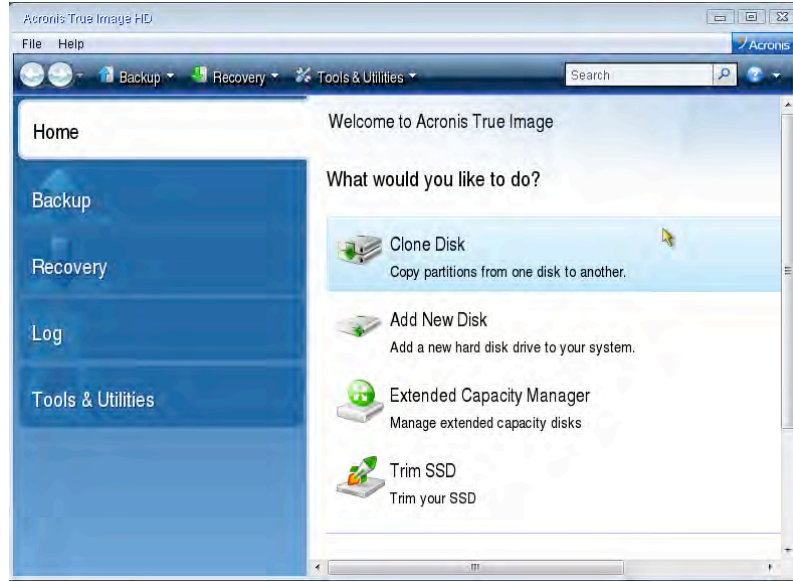 Acronis True Image HD
File Help
Acronis
Backup Recovery Tools & Utilities Search
Home
Backup
Recovery
Log
Tools & Utilities
Welcome to Acronis True Image
What would you like to do?
Clone Disk
Copy partitions from one disk to another.
Add New Disk
Add a new hard disk drive to your system.
Extended Capacity Manager
Manage extended capacity disks
Trim SSD
Trim your SSD